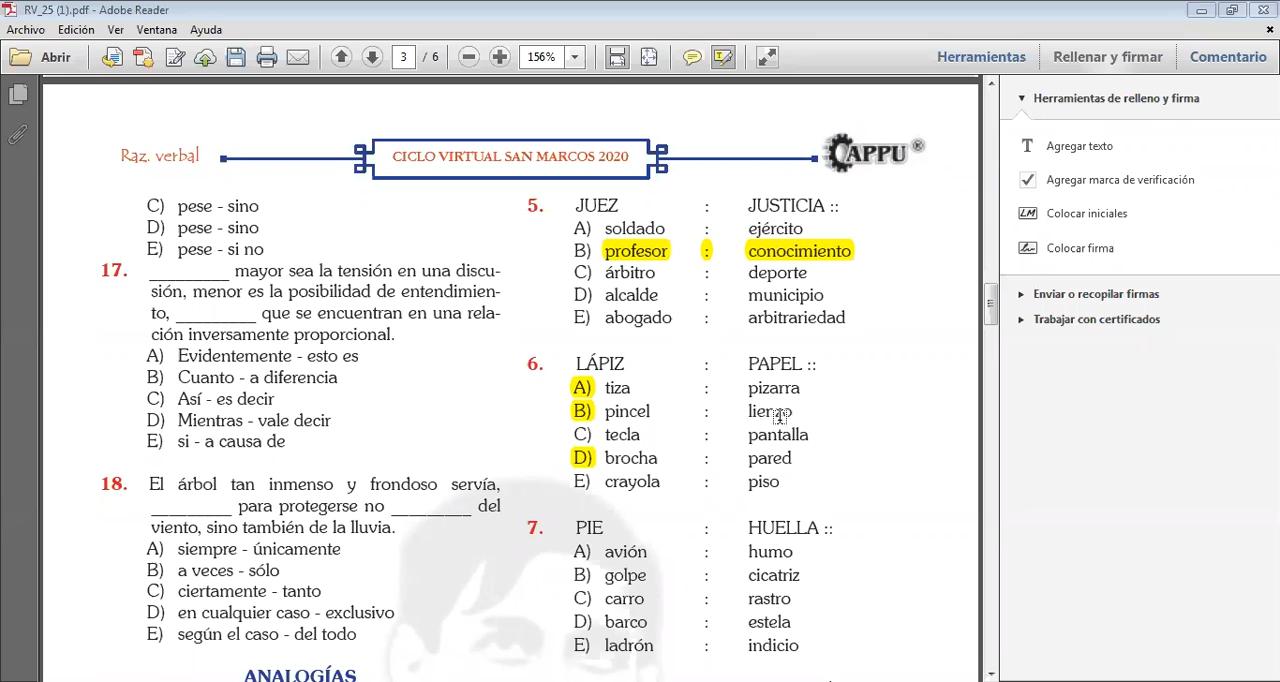 RV_25 (1).pdf - Adobe Reader
Archivo Edición Ver Ventana Ayuda
Abrir 3 / 6 156% Herramientas Rellenar y firmar Comentario
Raz. verbal CICLO VIRTUAL SAN MARCOS 2020 APPU ®
C) pese - sino
D) pese - sino
E) pese - si no
17. __________ mayor sea la tensión en una discu-
sión, menor es la posibilidad de entendimien-
to, __________ que se encuentran en una rela-
ción inversamente proporcional.
A) Evidentemente - esto es
B) Cuanto - a diferencia
C) Así - es decir
D) Mientras - vale decir
E) si - a causa de
18. El árbol tan inmenso y frondoso servía,
__________ para protegerse no __________ del
viento, sino también de la lluvia.
A) siempre - únicamente
B) a veces - sólo
C) ciertamente - tanto
D) en cualquier caso - exclusivo
E) según el caso - del todo
ANALOGÍAS
5. JUEZ : JUSTICIA ::
A) soldado : ejército
B) profesor : conocimiento
C) árbitro : deporte
D) alcalde : municipio
E) abogado : arbitrariedad
6. LÁPIZ : PAPEL ::
A) tiza : pizarra
B) pincel : lienzo
C) tecla : pantalla
D) brocha : pared
E) crayola : piso
7. PIE : HUELLA ::
A) avión : humo
B) golpe : cicatriz
C) carro : rastro
D) barco : estela
E) ladrón : indicio
Herramientas de relleno y firma
T Agregar texto
Agregar marca de verificación
LM Colocar iniciales
Colocar firma
Enviar o recopilar firmas
Trabajar con certificados